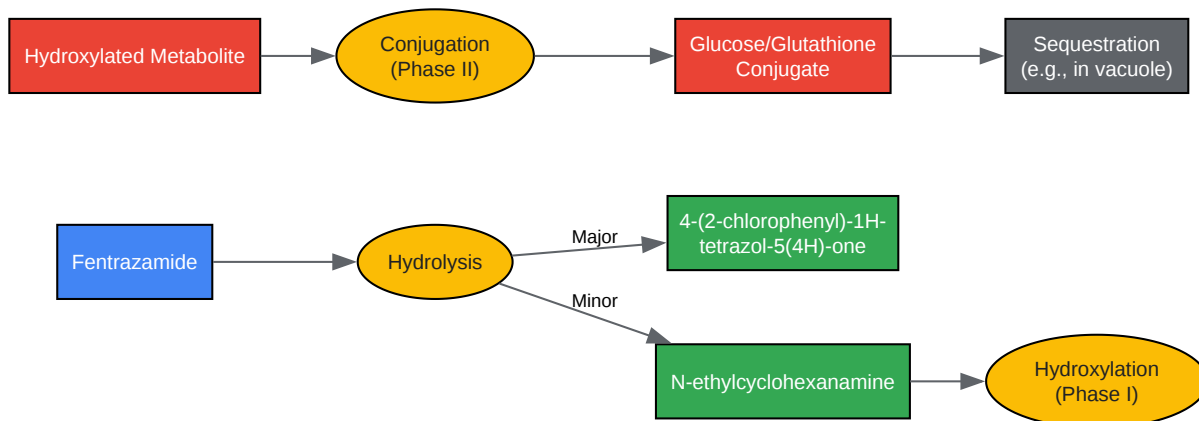 Hydroxylated Metabolite
Conjugation
(Phase II)
Glucose/Glutathione
Conjugate
Sequestration
(e.g., in vacuole)
Fentrazamide
Hydrolysis
Major
4-(2-chlorophenyl)-1H-
tetrazol-5(4H)-one
Minor
N-ethylcyclohexanamine
Hydroxylation
(Phase I)